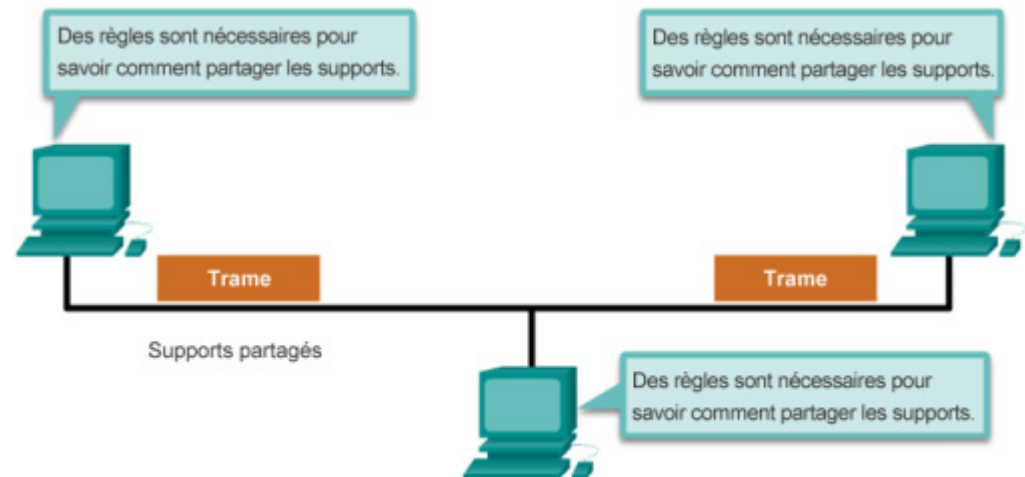 Des règles sont nécessaires pour
savoir comment partager les supports.
Des règles sont nécessaires pour
savoir comment partager les supports.
Trame
Trame
Supports partagés
Des règles sont nécessaires pour
savoir comment partager les supports.